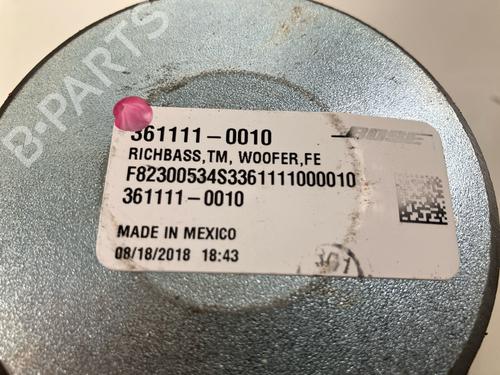 B-PARTS
361111-0010
BOSE
RICHBASS,TM, WOOFER,FE
F82300534S3361111000010
361111-0010
MADE IN MEXICO
08/18/2018 18:43
301